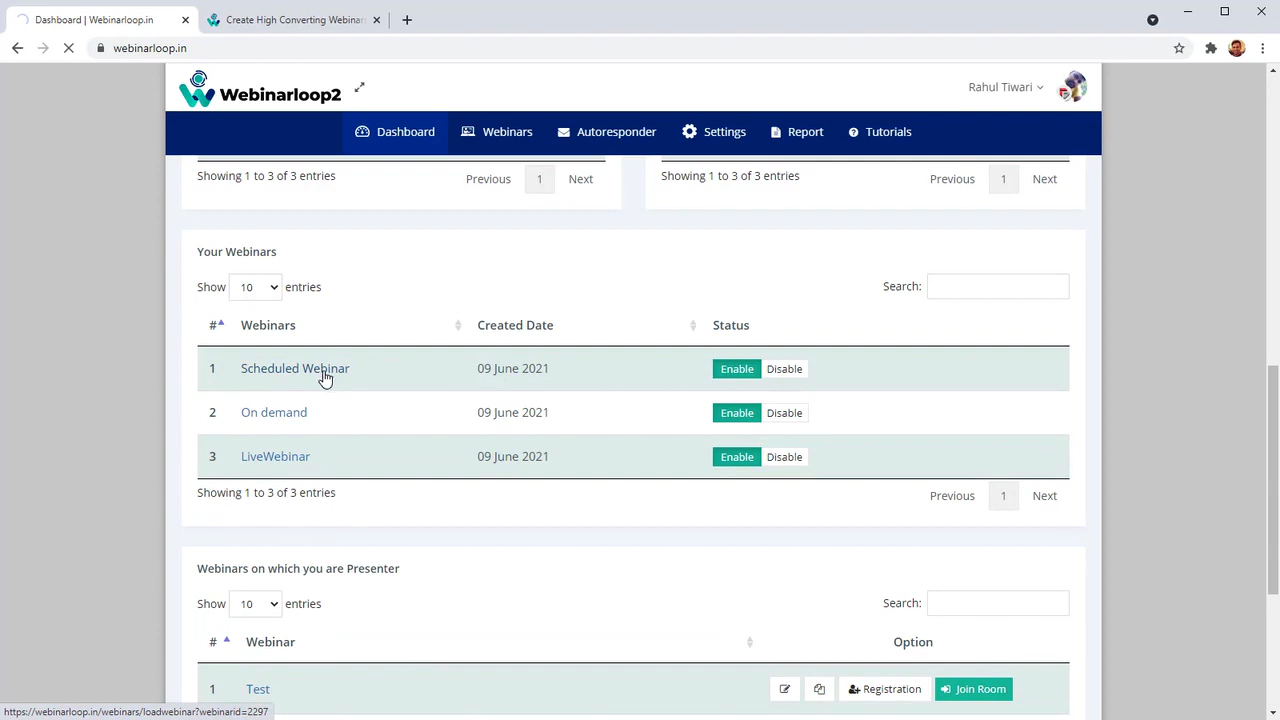 Dashboard | Webinarloop.in
Create High Converting Webinar
webinarloop.in
Webinarloop2
Rahul Tiwari
Dashboard Webinars Autoresponder Settings Report Tutorials
Showing 1 to 3 of 3 entries Previous 1 Next
Showing 1 to 3 of 3 entries Previous 1 Next
Your Webinars
Show 10 entries Search:
# Webinars Created Date Status
1 Scheduled Webinar 09 June 2021 Enable Disable
2 On demand 09 June 2021 Enable Disable
3 LiveWebinar 09 June 2021 Enable Disable
Showing 1 to 3 of 3 entries Previous 1 Next
Webinars on which you are Presenter
Show 10 entries Search:
# Webinar Option
1 Test Registration Join Room
https://webinarloop.in/webinars/loadwebinar?webinarid=2297